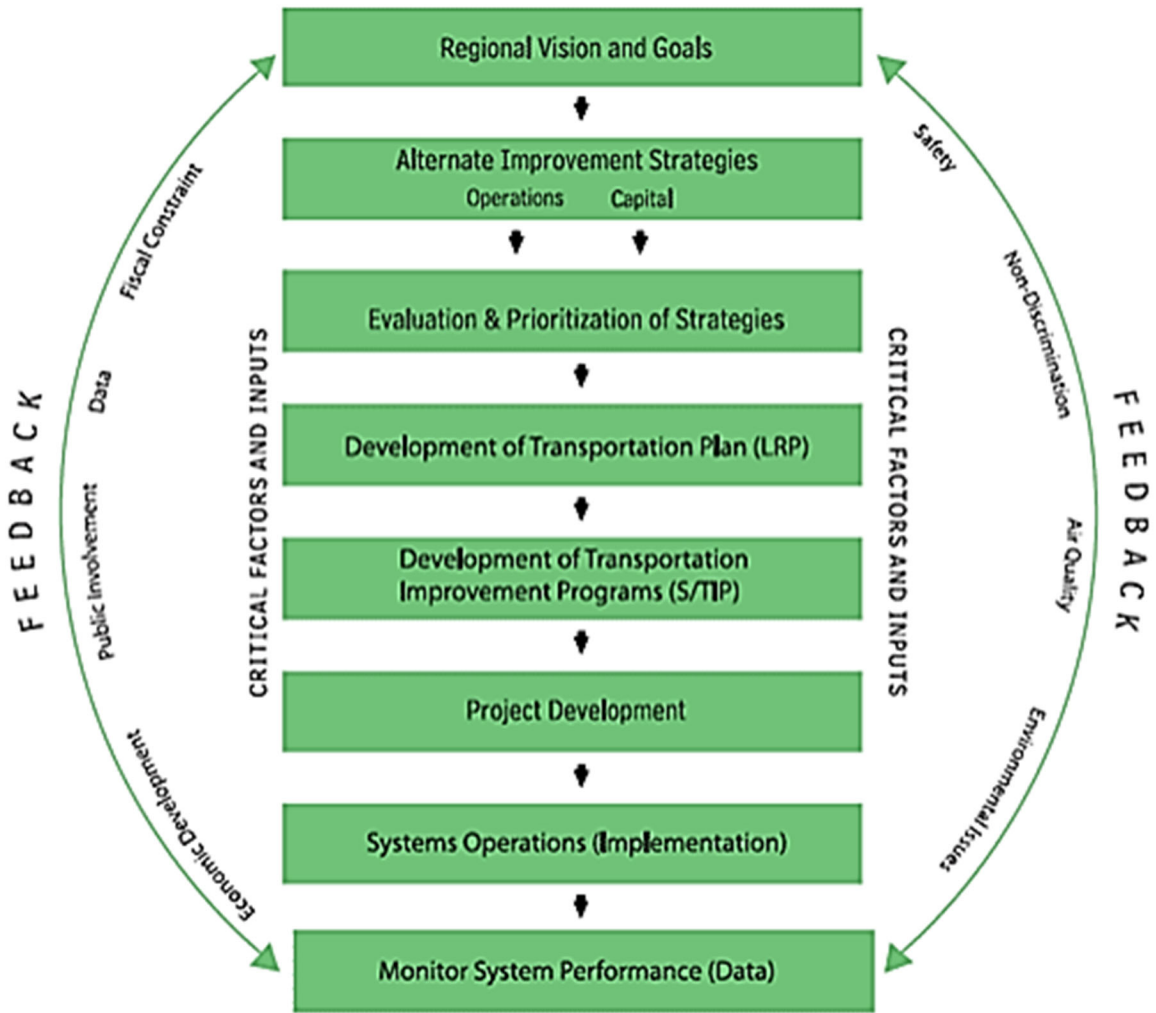 Regional Vision and Goals
Alternate Improvement Strategies
Operations Capital
Evaluation & Prioritization of Strategies
Development of Transportation Plan (LRP)
Development of Transportation
Improvement Programs (S/TIP)
Project Development
Systems Operations (Implementation)
Monitor System Performance (Data)
FEEDBACK
Fiscal Constraint
Data
Public Involvement
Economic Development
CRITICAL FACTORS AND INPUTS
CRITICAL FACTORS AND INPUTS
Safety
Non-Discrimination
Air Quality
Environmental Issues
FEEDBACK